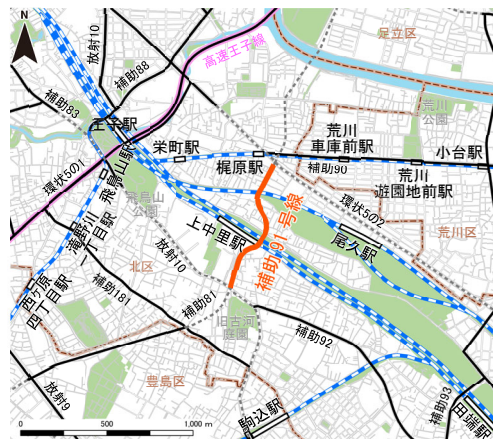 N
放射10
補助88
高速王子線
足立区
補助83
王子駅
荒川公園
栄町駅
荒川
車庫前駅
小台駅
梶原駅
補助90
荒川
遊園地前駅
環状5の1
飛鳥山駅
飛鳥山
公園
環状5の2
滝野川
一丁目駅
上中里駅
尾久駅
荒川区
北区
放射10
補助91号線
西ヶ原
四丁目駅
補助181
補助81
旧古河
庭園
補助92
豊島区
放射9
駒込駅
補助93
田端駅
0
500
1,000 m